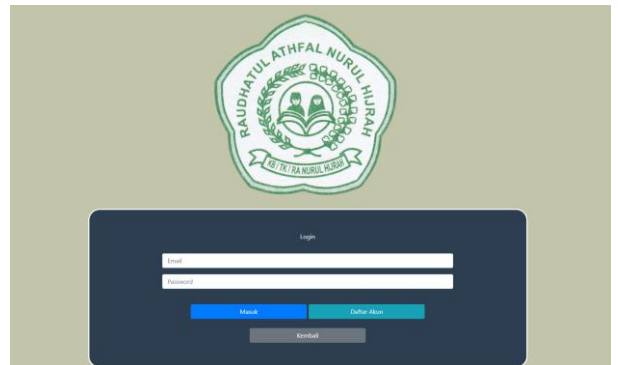 RAUDHATUL ATHFAL NURUL HIJRAH
KB / TK / RA NURUL HIJRAH
Login
Email
Password
Masuk Daftar Akun
Kembali